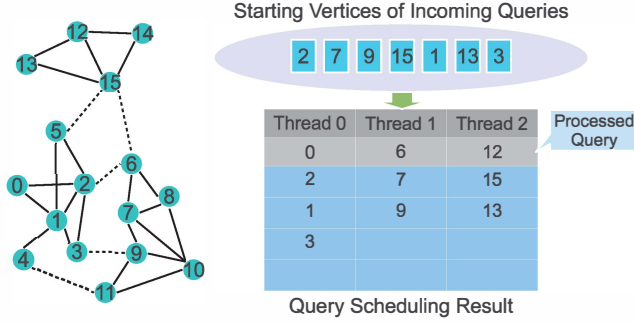 Starting Vertices of Incoming Queries
2 7 9 15 1 13 3
Thread 0 Thread 1 Thread 2
0 6 12
2 7 15
1 9 13
3
Processed
Query
Query Scheduling Result
12
14
13
15
5
6
0
2
8
1
7
4
3
9
10
11